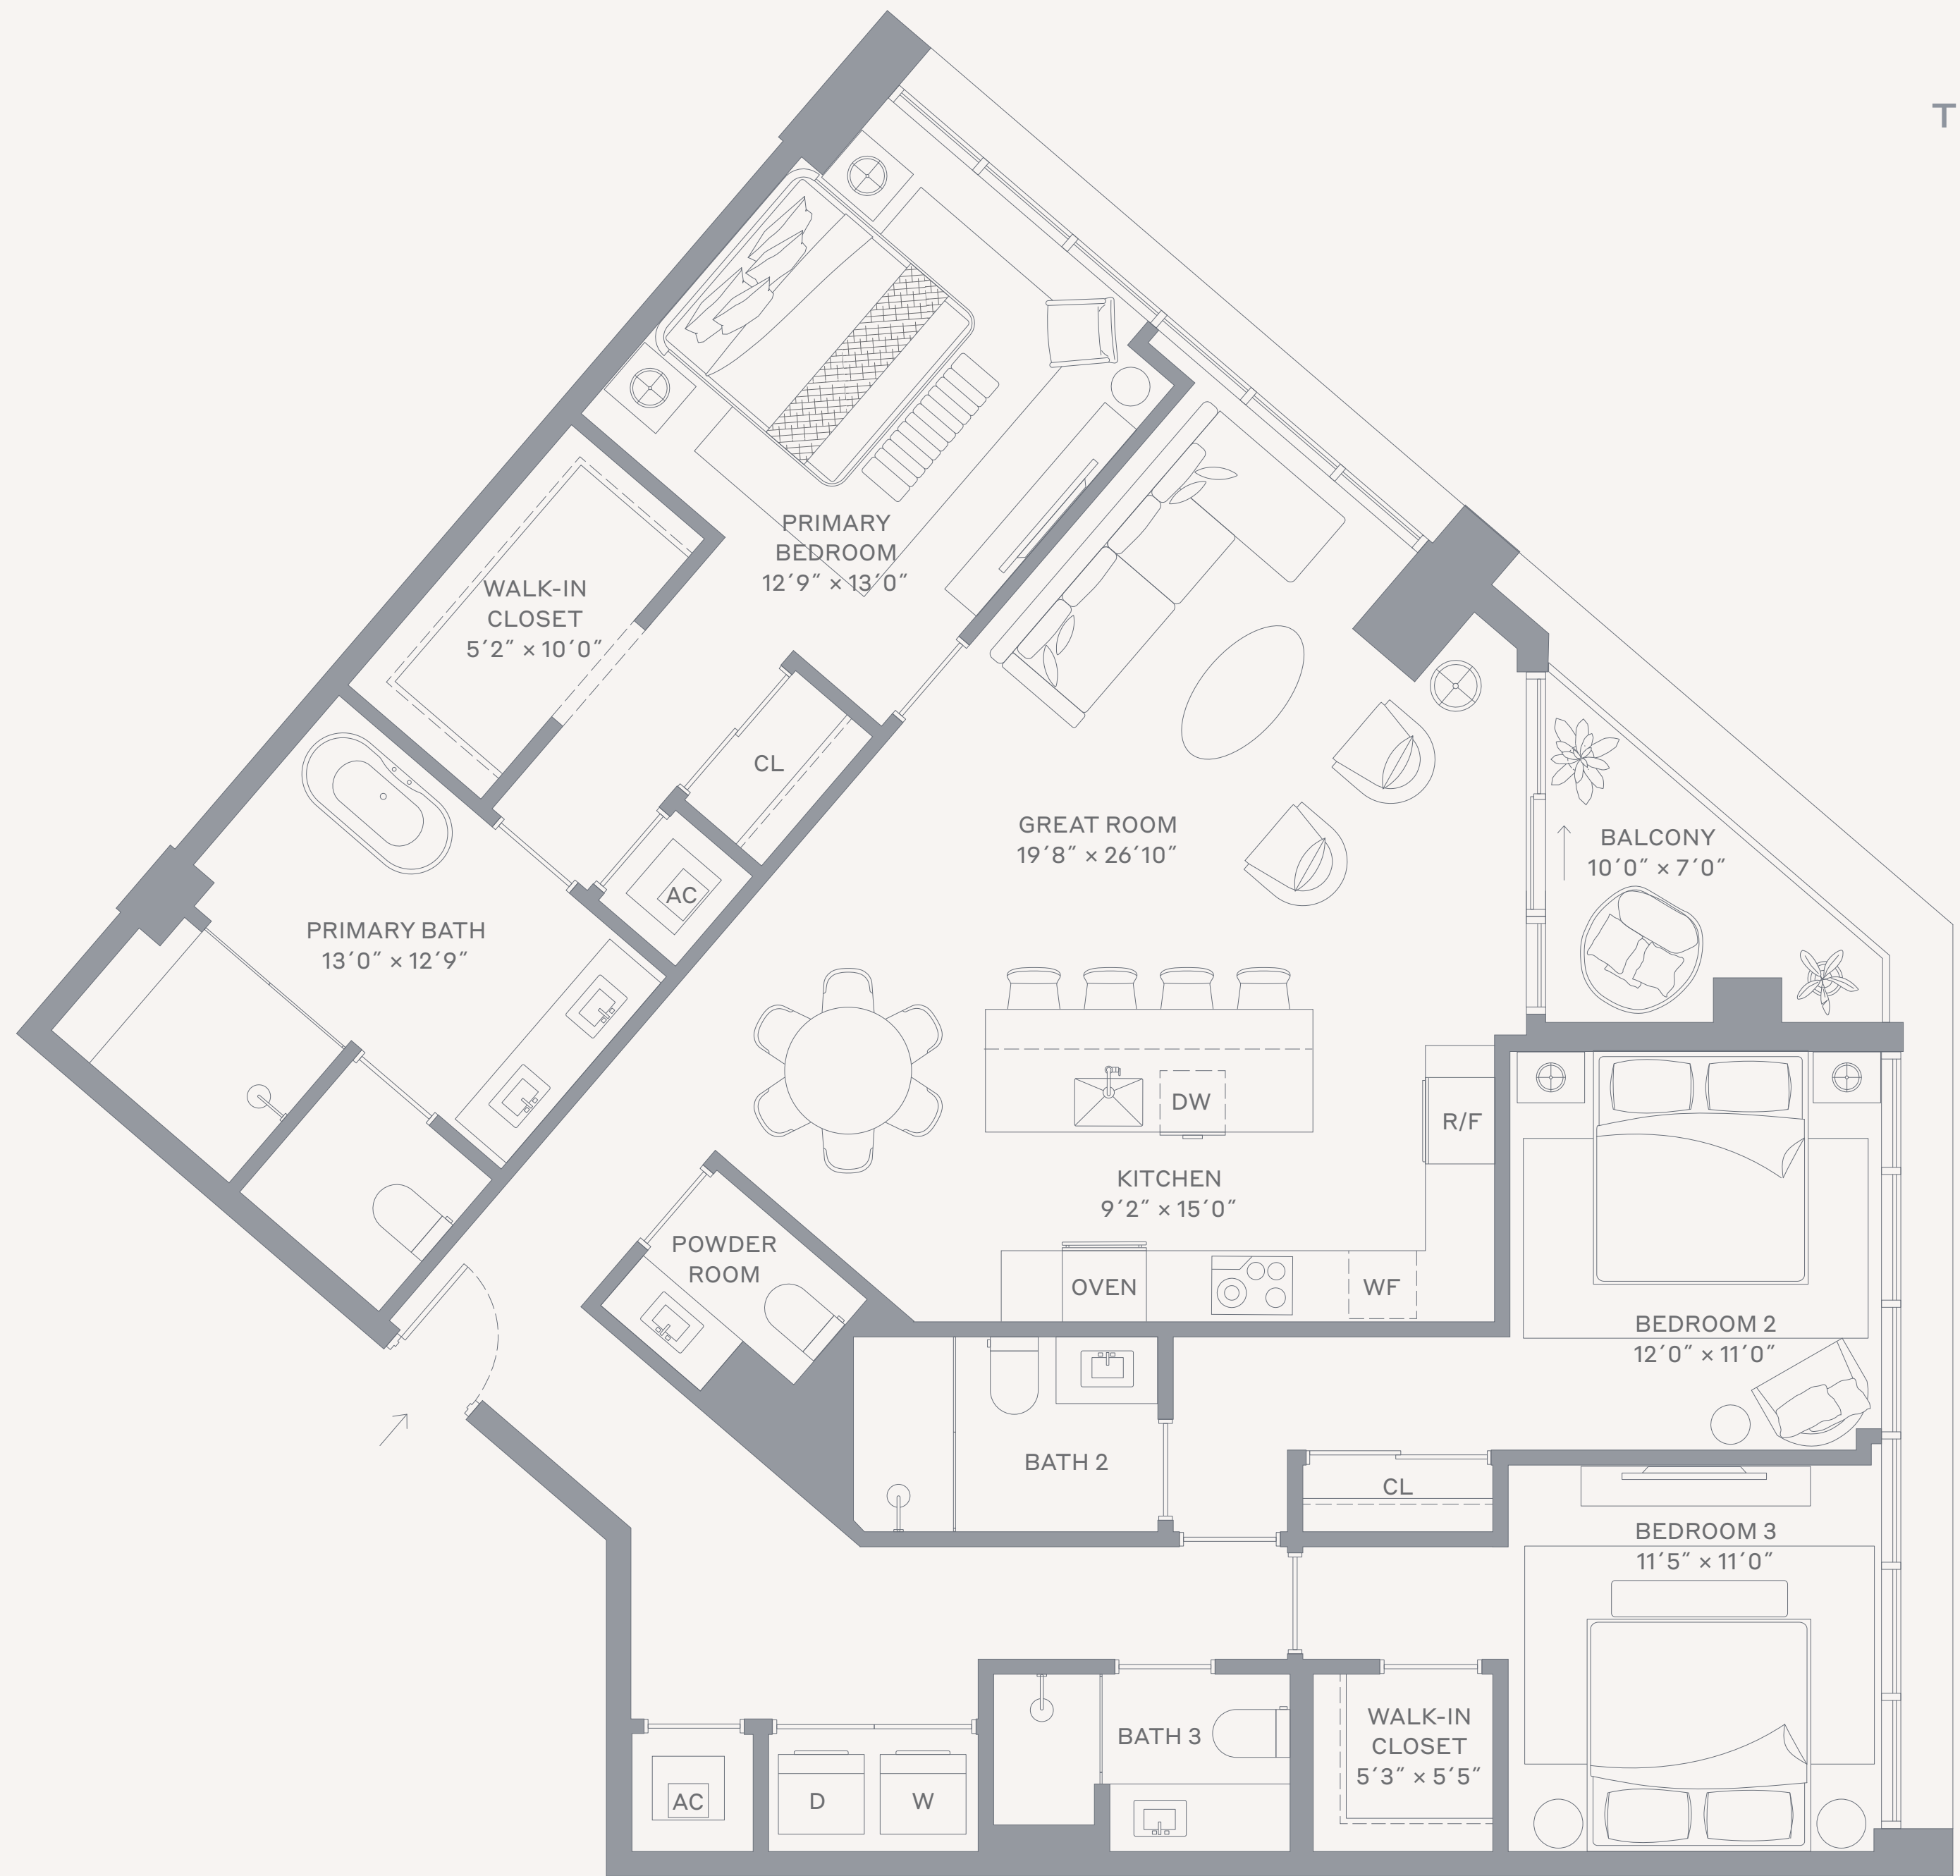 T
PRIMARY
BEDROOM
12′9″ × 13′0″
WALK-IN
CLOSET
5′2″ × 10′0″
CL
GREAT ROOM
19′8″ × 26′10″
BALCONY
10′0″ × 7′0″
AC
PRIMARY BATH
13′0″ × 12′9″
DW
R/F
KITCHEN
9′2″ × 15′0″
POWDER
ROOM
OVEN
WF
BEDROOM 2
12′0″ × 11′0″
BATH 2
CL
BEDROOM 3
11′5″ × 11′0″
BATH 3
WALK-IN
CLOSET
5′3″ × 5′5″
AC
D
W